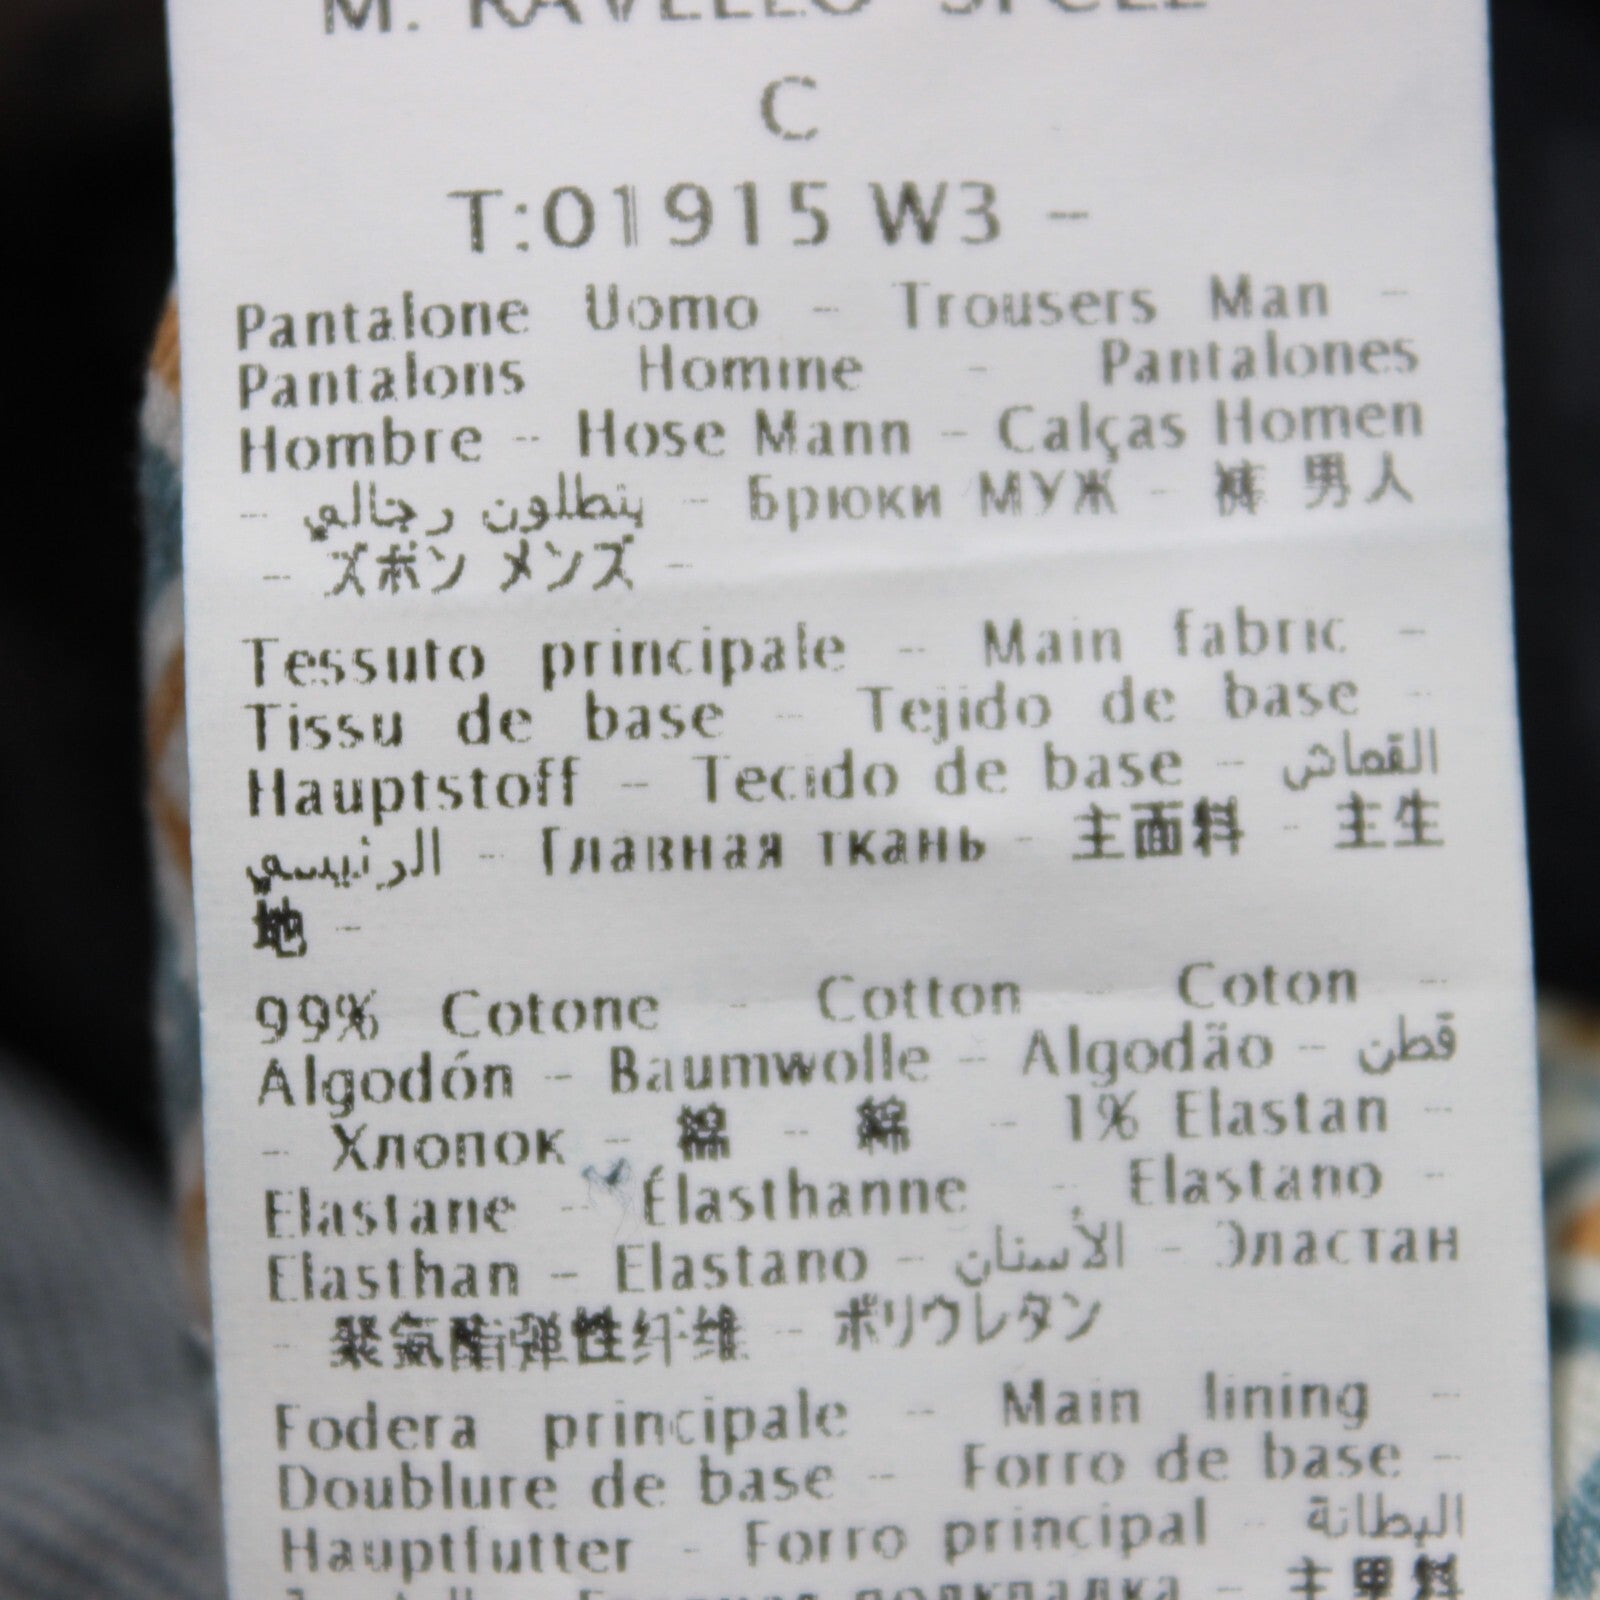 M. RAVELLO
C
T:01915 W3 -
Pantalone Uomo - Trousers Man -
Pantalons Homme - Pantalones
Hombre - Hose Mann - Calças Homen
- بنطلون رجالي - Брюки МУЖ - 裤 男人
- ズボン メンズ -
Tessuto principale - Main fabric -
Tissu de base - Tejido de base -
Hauptstoff - Tecido de base - القماش
الرئيسي - Главная ткань - 主面料 - 主生
地 -
99% Cotone - Cotton - Coton -
Algodón - Baumwolle - Algodão - قطن
- Хлопок - 綿 - 綿 - 1% Elastan -
Elastane - Élasthanne - Elastano -
Elasthan - Elastano - الأستان - Эластан
- 聚氨酯弹性纤维 - ポリウレタン
Fodera principale - Main lining -
Doublure de base - Forro de base -
Hauptfutter - Forro principal - البطانة
подкладка -